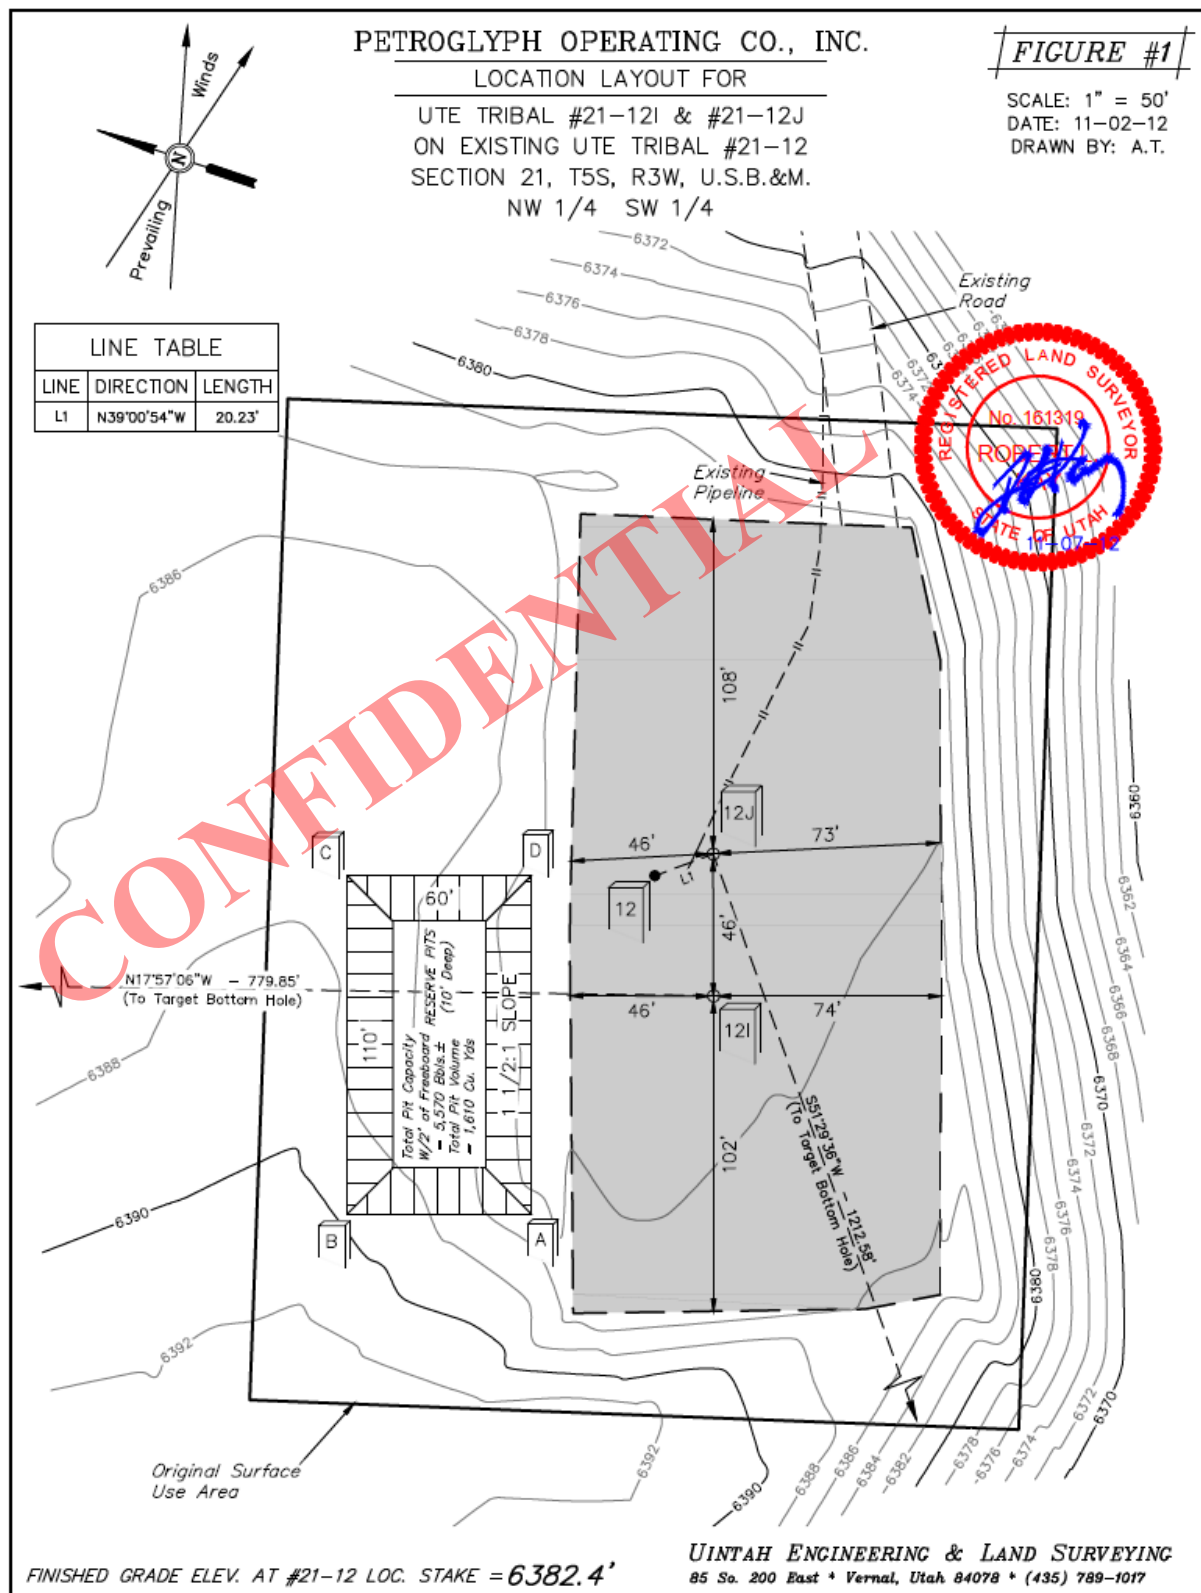 PETROGLYPH OPERATING CO., INC.
LOCATION LAYOUT FOR
UTE TRIBAL #21-12I & #21-12J
ON EXISTING UTE TRIBAL #21-12
SECTION 21, T5S, R3W, U.S.B.&M.
NW 1/4 SW 1/4
FIGURE #1
SCALE: 1" = 50'
DATE: 11-02-12
DRAWN BY: A.T.
Winds
N
Prevailing
LINE TABLE
LINE DIRECTION LENGTH
L1 N39°00'54"W 20.23'
6372
6374
6376
6378
6380
Existing
Road
6372
6374
REGISTERED LAND SURVEYOR
No. 161319
STATE OF UTAH
11-07-12
Existing
Pipeline
CONFIDENTIAL
6386
108'
12J
46'
73'
C
D
12
L1
46'
60'
RESERVE PITS
(10' Deep)
Total Pit Capacity
W/2' of Freeboard
= 5,570 Bbls.±
Total Pit Volume
= 1,610 Cu. Yds
110'
1 1/2:1 SLOPE
N17°57'06"W - 779.85'
(To Target Bottom Hole)
46'
74'
12I
6388
102'
S51°29'36"W - 1212.58'
(To Target Bottom Hole)
6360
6362
6364
6366
6368
6370
6372
6374
6376
6378
6380
6390
B
A
6392
Original Surface
Use Area
6392
6390
6388
6386
6384
6382
6378
6376
6374
6372
6370
FINISHED GRADE ELEV. AT #21-12 LOC. STAKE = 6382.4'
UINTAH ENGINEERING & LAND SURVEYING
85 So. 200 East * Vernal, Utah 84078 * (435) 789-1017